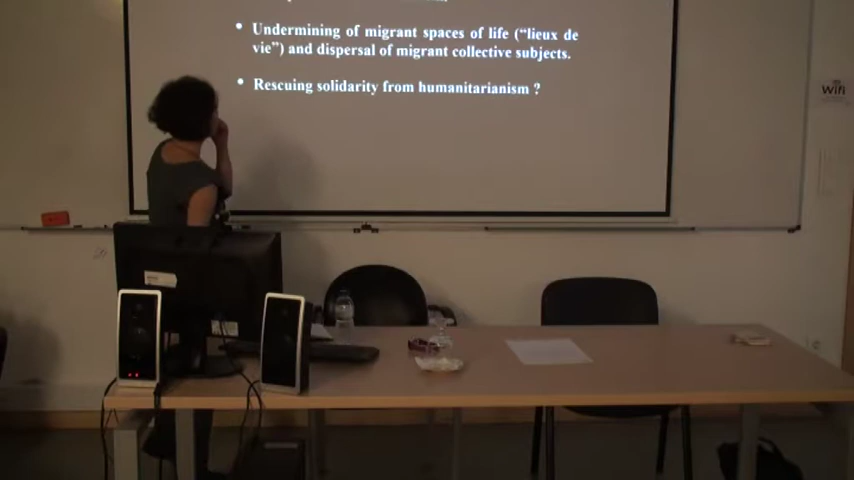 • Undermining of migrant spaces of life (“lieux de
vie”) and dispersal of migrant collective subjects.
• Rescuing solidarity from humanitarianism ?
wifi